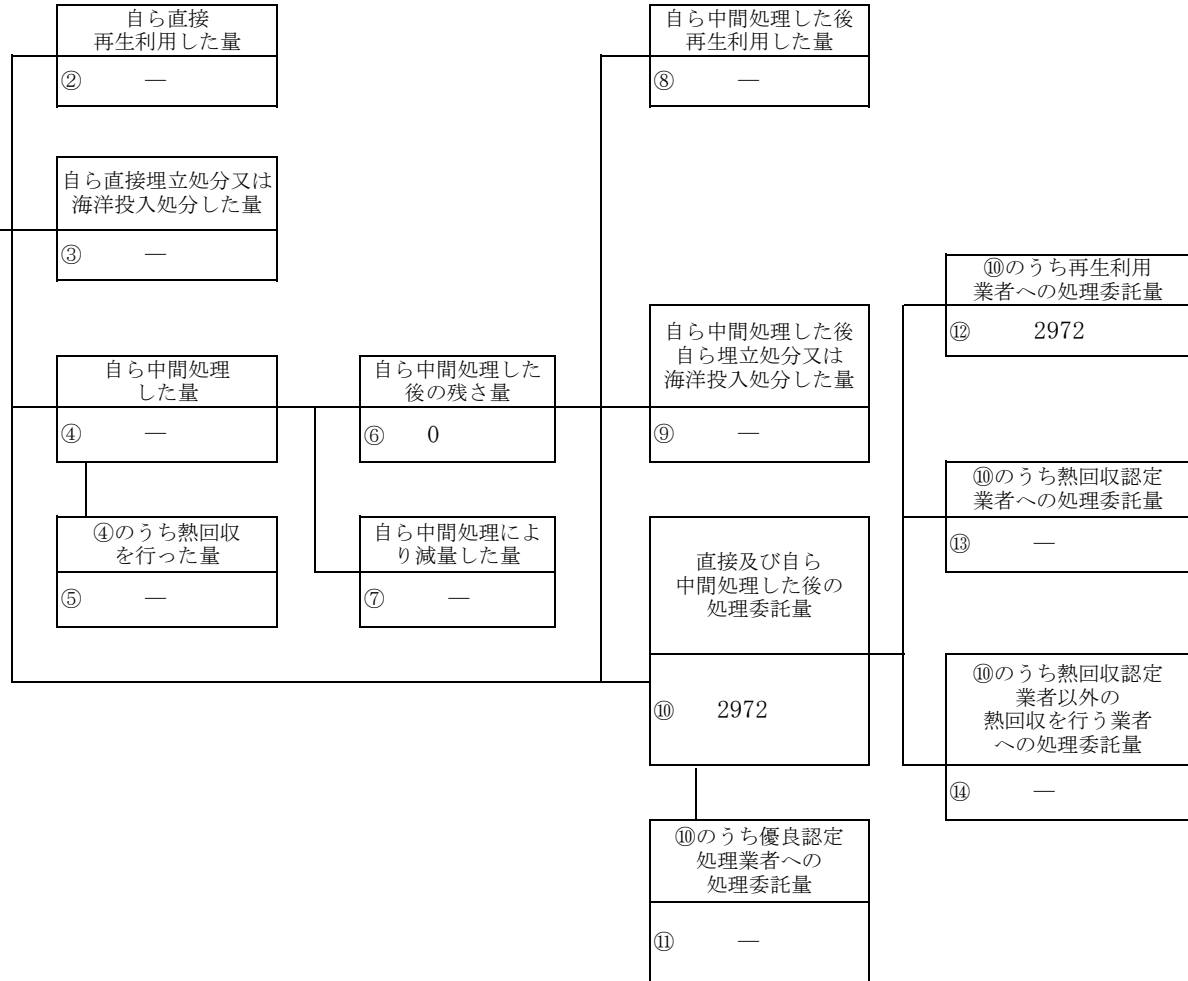 自ら直接
再生利用した量
② ―
自ら直接埋立処分又は
海洋投入処分した量
③ ―
自ら中間処理
した量
④ ―
④のうち熱回収
を行った量
⑤ ―
自ら中間処理した
後の残さ量
⑥ 0
自ら中間処理によ
り減量した量
⑦ ―
自ら中間処理した後
再生利用した量
⑧ ―
自ら中間処理した後
自ら埋立処分又は
海洋投入処分した量
⑨ ―
直接及び自ら
中間処理した後の
処理委託量
⑩ 2972
⑩のうち優良認定
処理業者への
処理委託量
⑪ ―
⑩のうち再生利用
業者への処理委託量
⑫ 2972
⑩のうち熱回収認定
業者への処理委託量
⑬ ―
⑩のうち熱回収認定
業者以外の
熱回収を行う業者
への処理委託量
⑭ ―